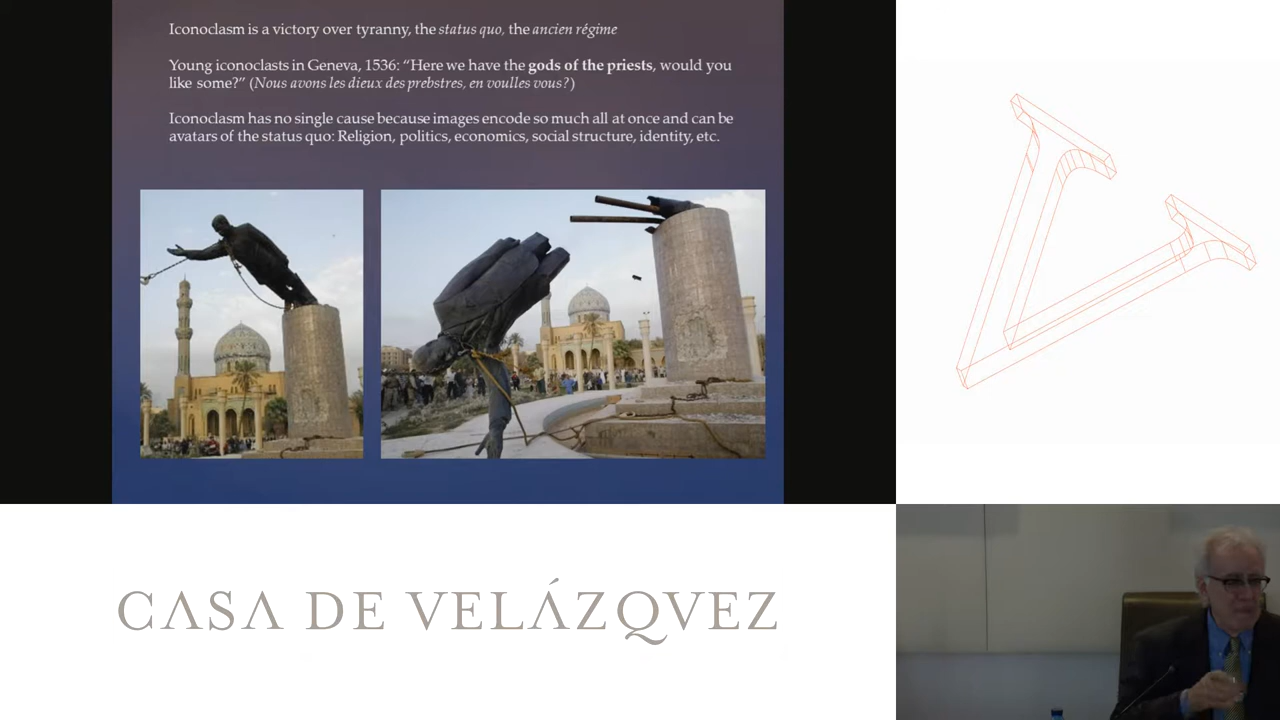 Iconoclasm is a victory over tyranny, the status quo, the ancien régime
Young iconoclasts in Geneva, 1536: “Here we have the gods of the priests, would you
like some?” (Nous avons les dieux des prebstres, en voulles vous?)
Iconoclasm has no single cause because images encode so much all at once and can be
avatars of the status quo: Religion, politics, economics, social structure, identity, etc.
CASA DE VELÁZQVEZ